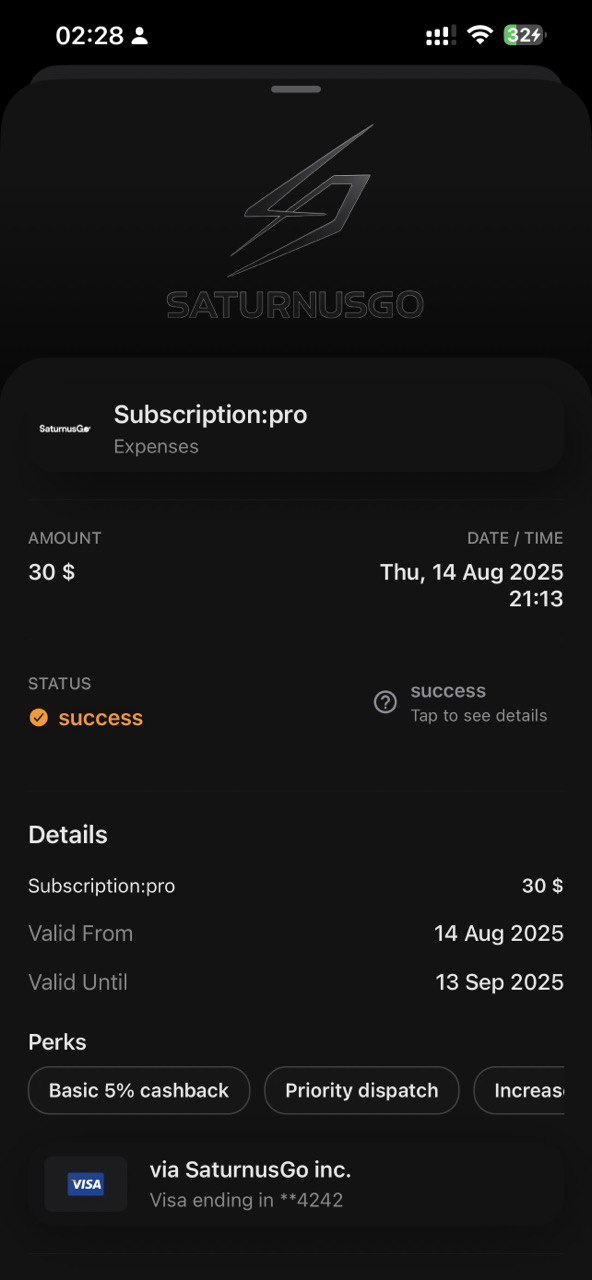 02:28
32
SATURNUSGO
SaturnusGo
Subscription:pro
Expenses
AMOUNT
DATE / TIME
30 $
Thu, 14 Aug 2025
21:13
STATUS
success
success
Tap to see details
Details
Subscription:pro
30 $
Valid From
14 Aug 2025
Valid Until
13 Sep 2025
Perks
Basic 5% cashback
Priority dispatch
Increas
VISA
via SaturnusGo inc.
Visa ending in **4242